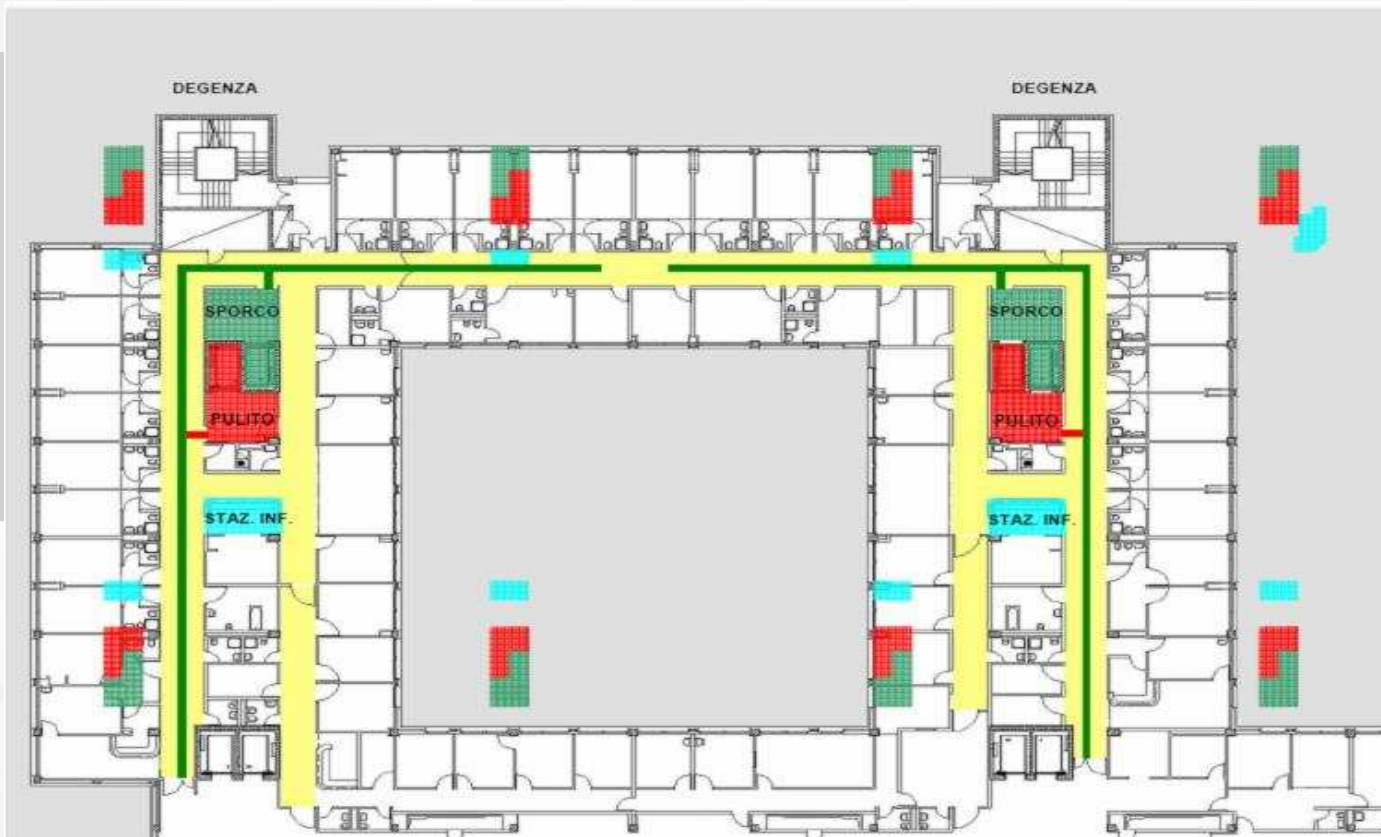 DEGENZA
DEGENZA
SPORCO
SPORCO
PULITO
PULITO
STAZ. INF.
STAZ. INF.